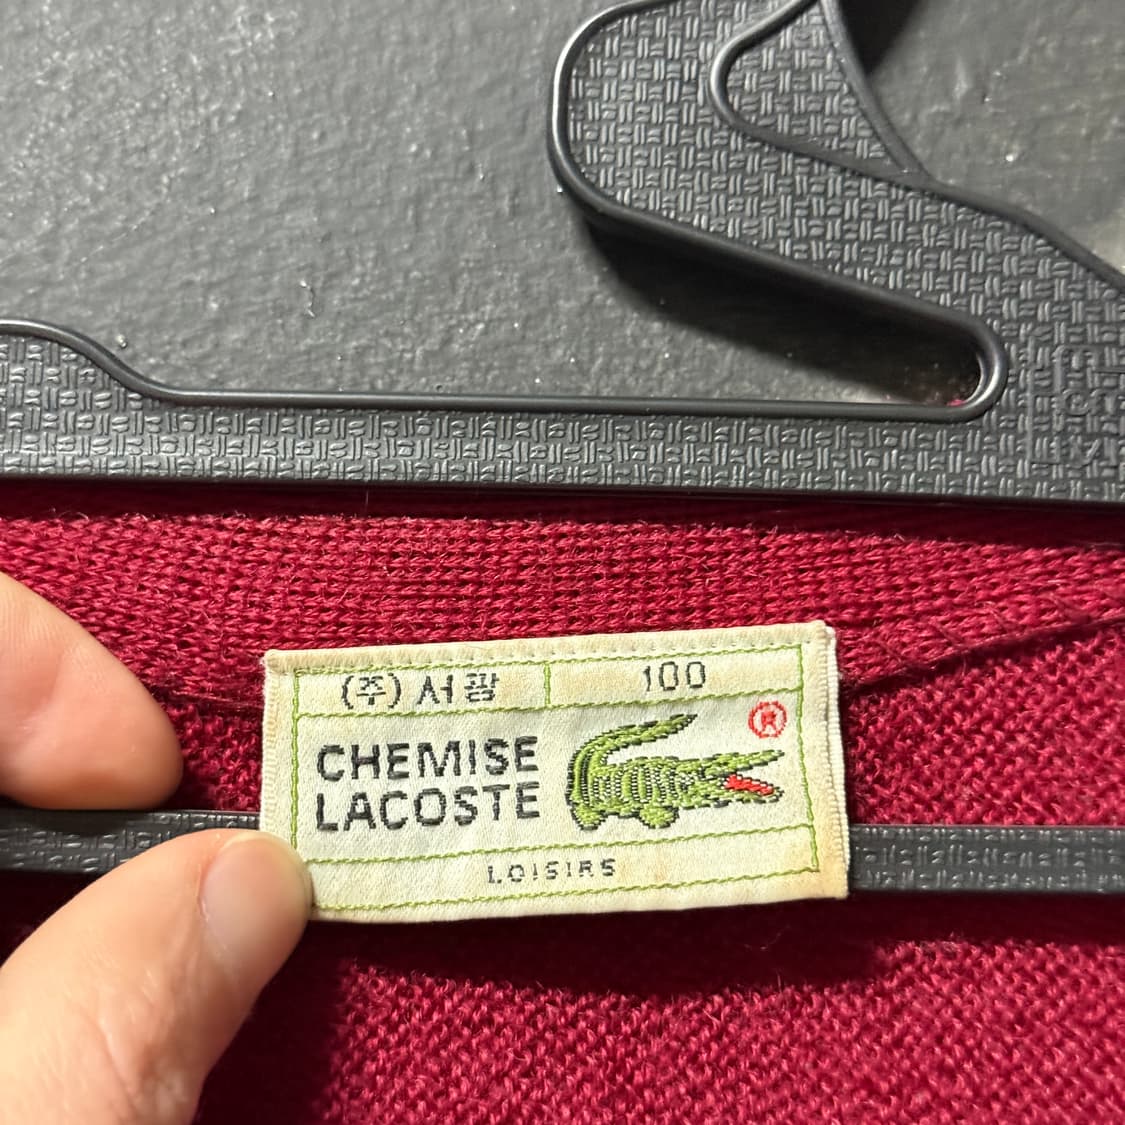 (주) 서광 100
CHEMISE
LACOSTE
®
LOISIRS